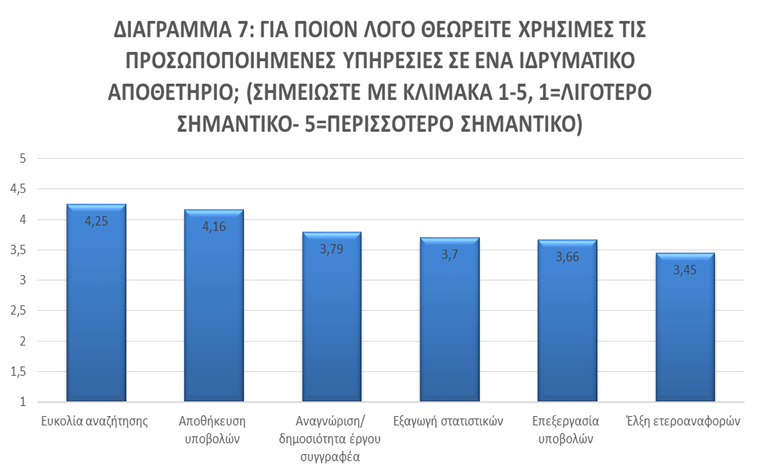 ΔΙΑΓΡΑΜΜΑ 7: ΓΙΑ ΠΟΙΟΝ ΛΟΓΟ ΘΕΩΡΕΙΤΕ ΧΡΗΣΙΜΕΣ ΤΙΣ
ΠΡΟΣΩΠΟΠΟΙΗΜΕΝΕΣ ΥΠΗΡΕΣΙΕΣ ΣΕ ΕΝΑ ΙΔΡΥΜΑΤΙΚΟ
ΑΠΟΘΕΤΗΡΙΟ; (ΣΗΜΕΙΩΣΤΕ ΜΕ ΚΛΙΜΑΚΑ 1-5, 1=ΛΙΓΟΤΕΡΟ
ΣΗΜΑΝΤΙΚΟ- 5=ΠΕΡΙΣΣΟΤΕΡΟ ΣΗΜΑΝΤΙΚΟ)
5
4,5
4
3,5
3
2,5
2
1,5
1
4,25
4,16
3,79
3,7
3,66
3,45
Ευκολία αναζήτησης
Αποθήκευση
υποβολών
Αναγνώριση/
δημοσιότητα έργου
συγγραφέα
Εξαγωγή στατιστικών
Επεξεργασία
υποβολών
Έλξη ετεροαναφορών